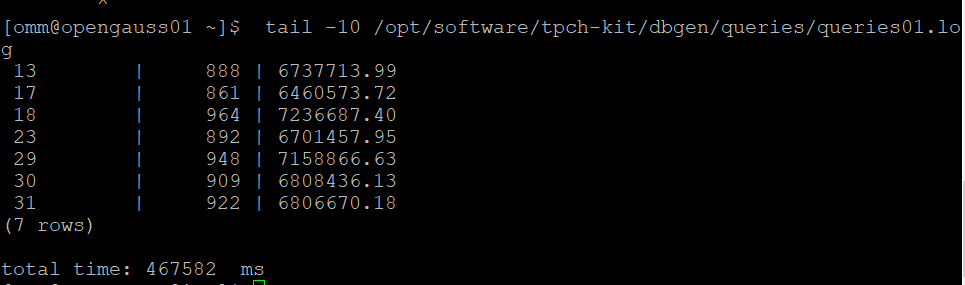 [omm@opengauss01 ~]$  tail -10 /opt/software/tpch-kit/dbgen/queries/queries01.lo
g
 13        |      888 | 6737713.99
 17        |      861 | 6460573.72
 18        |      964 | 7236687.40
 23        |      892 | 6701457.95
 29        |      948 | 7158866.63
 30        |      909 | 6808436.13
 31        |      922 | 6806670.18
(7 rows)
total time: 467582  ms